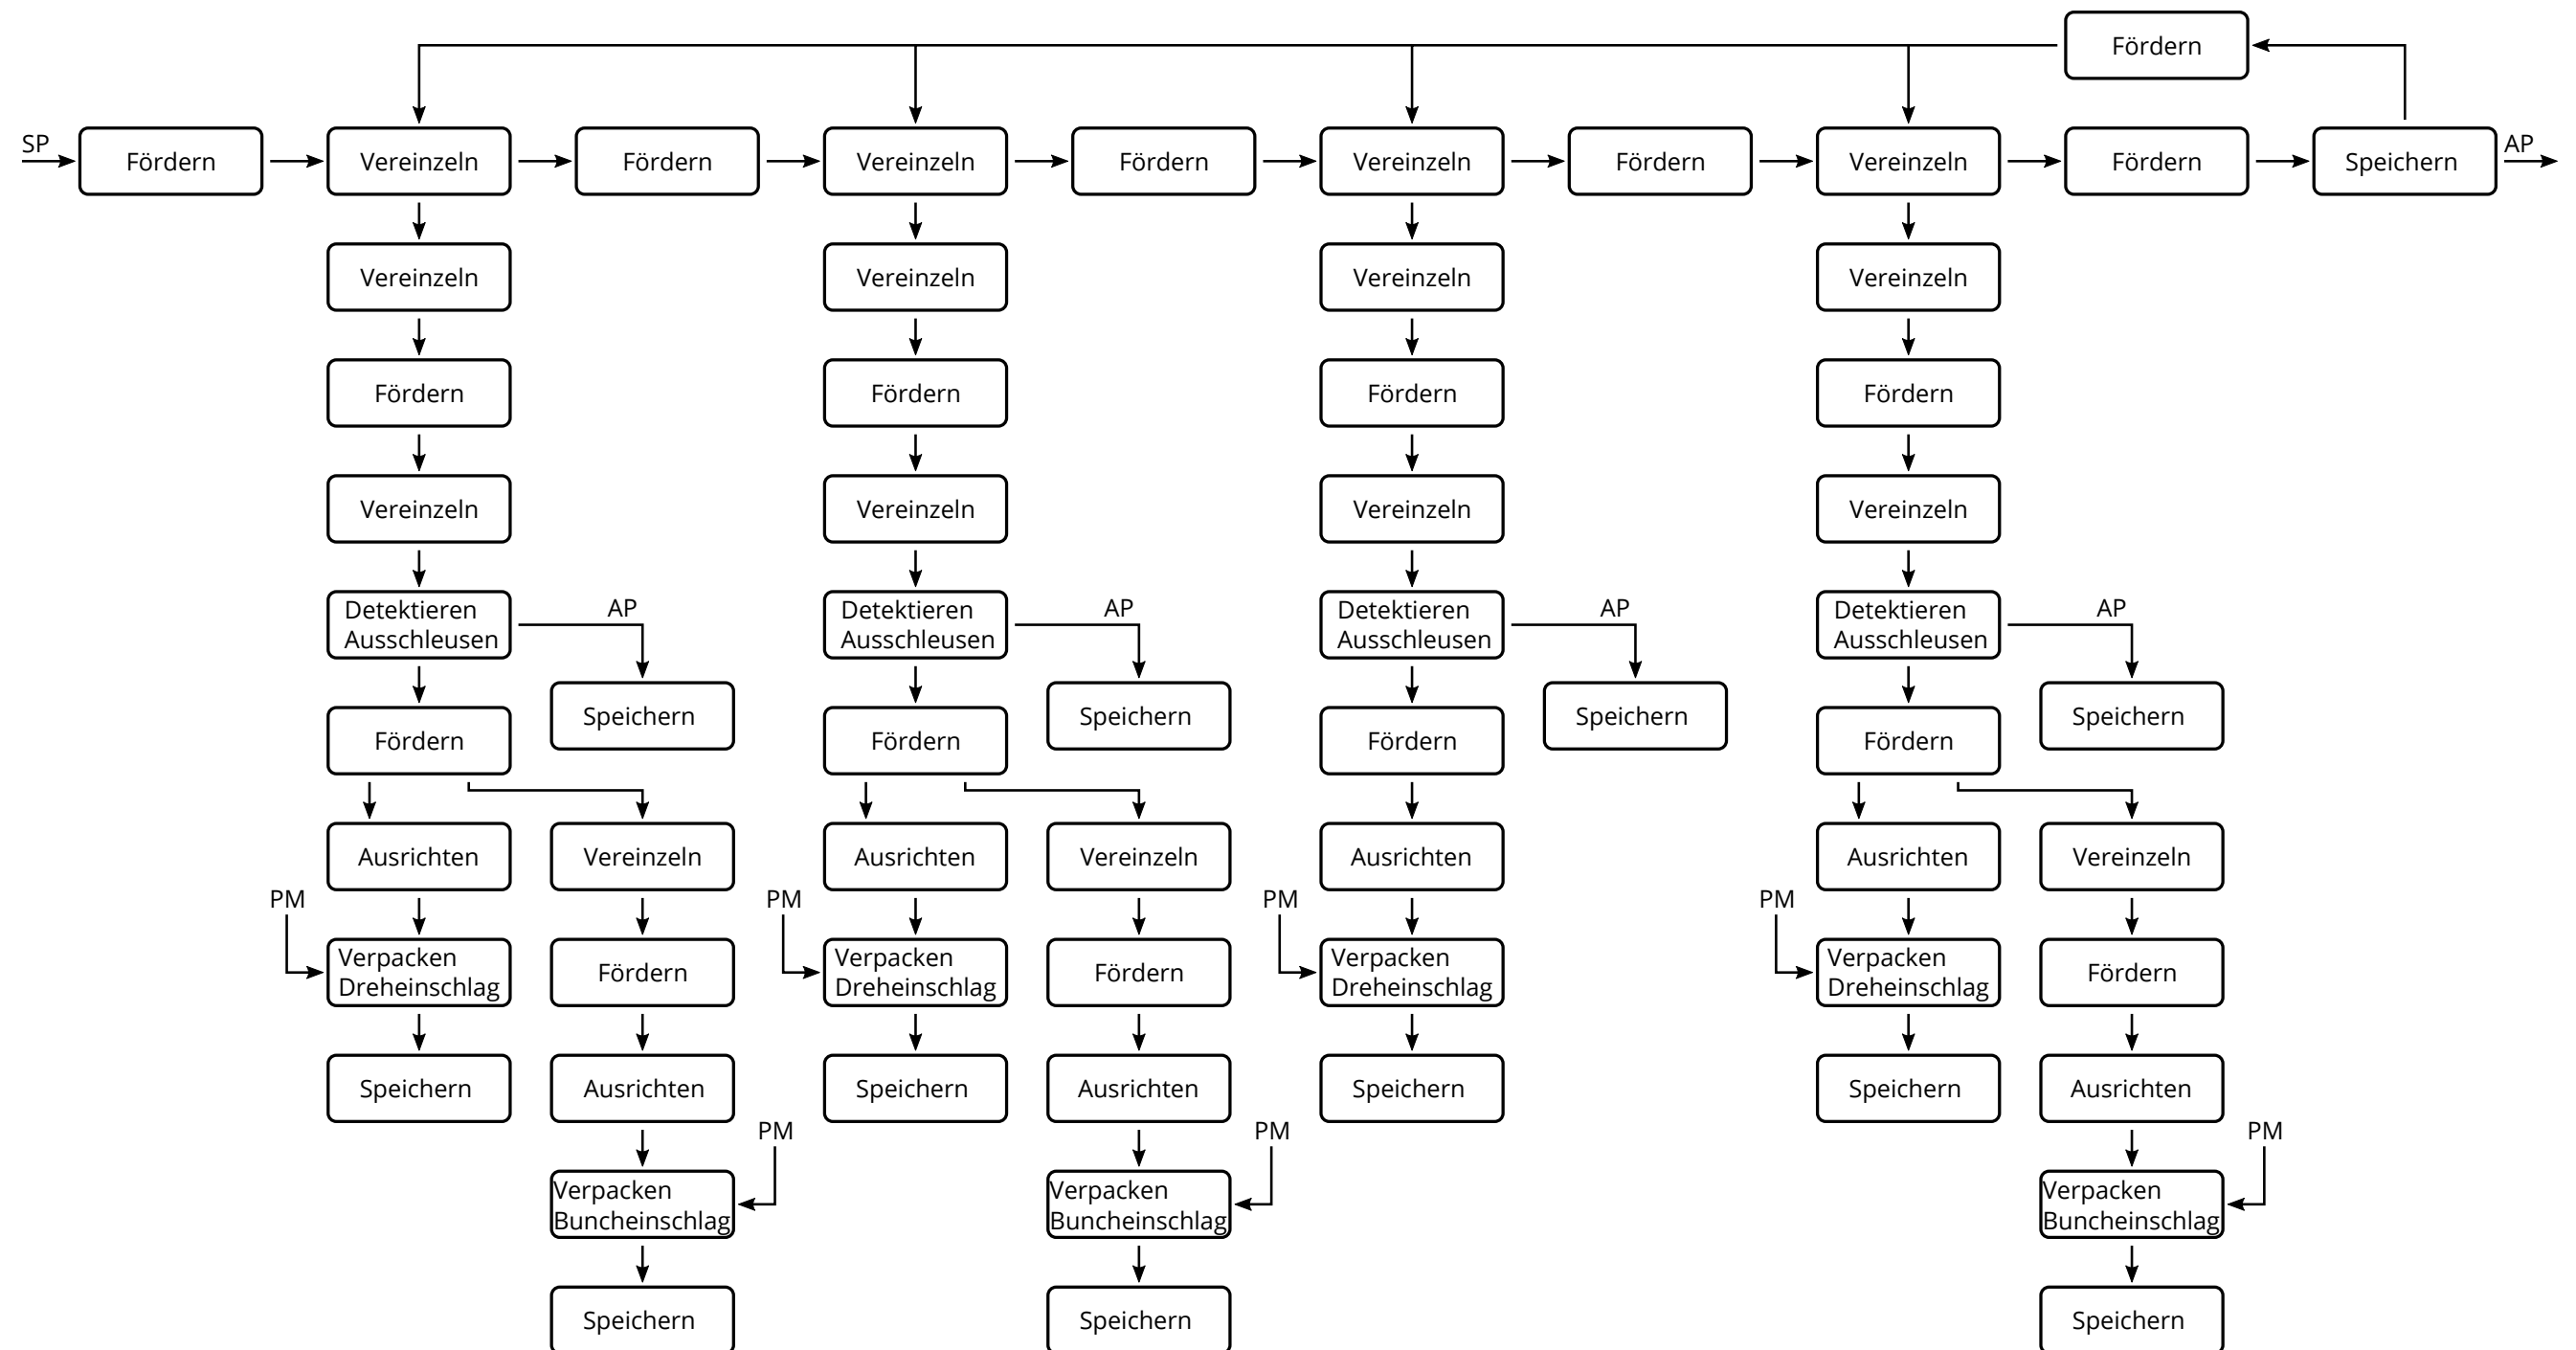 Fördern
SP
Fördern
Vereinzeln
Fördern
Vereinzeln
Fördern
Vereinzeln
Fördern
Vereinzeln
Fördern
Speichern
AP
Vereinzeln
Vereinzeln
Vereinzeln
Vereinzeln
Fördern
Fördern
Fördern
Fördern
Vereinzeln
Vereinzeln
Vereinzeln
Vereinzeln
Detektieren
Ausschleusen
AP
Detektieren
Ausschleusen
AP
Detektieren
Ausschleusen
AP
Detektieren
Ausschleusen
AP
Fördern
Speichern
Fördern
Speichern
Fördern
Speichern
Fördern
Speichern
Ausrichten
Vereinzeln
Ausrichten
Vereinzeln
Ausrichten
Ausrichten
Vereinzeln
PM
Verpacken
Dreheinschlag
Fördern
PM
Verpacken
Dreheinschlag
Fördern
PM
Verpacken
Dreheinschlag
PM
Verpacken
Dreheinschlag
Fördern
Speichern
Ausrichten
Speichern
Ausrichten
Speichern
Speichern
Ausrichten
PM
Verpacken
Buncheinschlag
PM
Verpacken
Buncheinschlag
PM
Verpacken
Buncheinschlag
Speichern
Speichern
Speichern